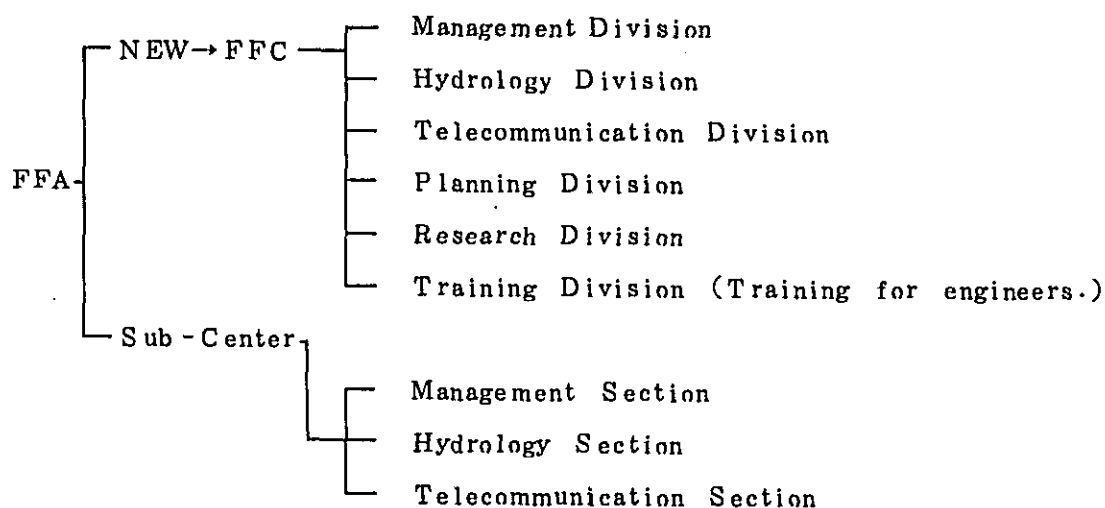 Management Division
NEW→FFC
Hydrology Division
Telecommunication Division
FFA
Planning Division
Research Division
Training Division (Training for engineers.)
Sub-Center
Management Section
Hydrology Section
Telecommunication Section